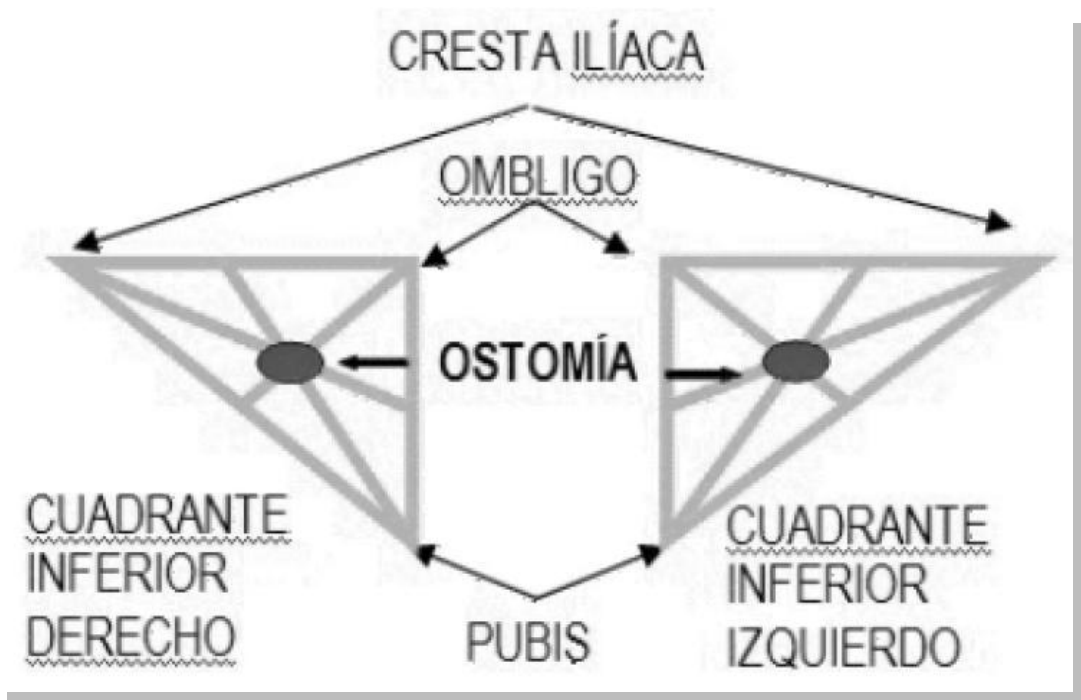 CRESTA ILÍACA
OMBLIGO
OSTOMÍA
CUADRANTE
INFERIOR
DERECHO
PUBIS
CUADRANTE
INFERIOR
IZQUIERDO